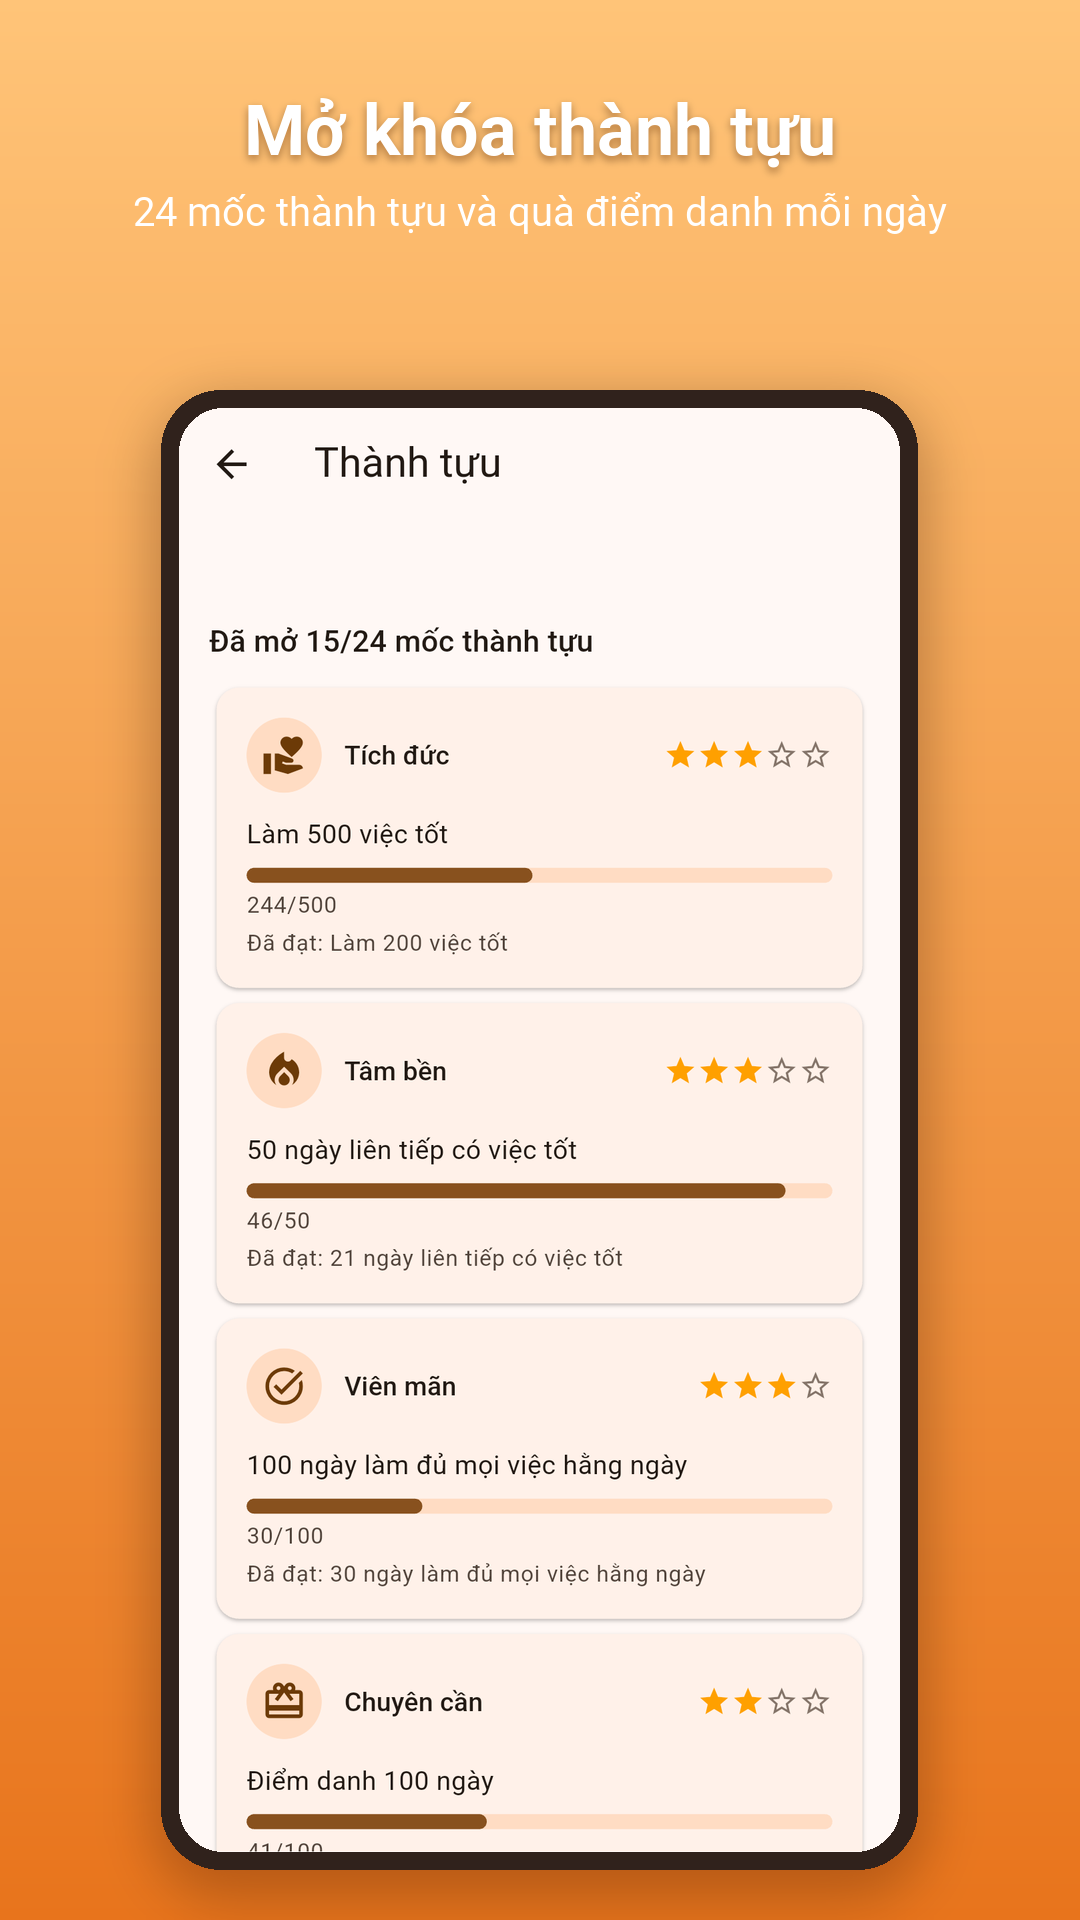 Mở khóa thành tựu
24 mốc thành tựu và quà điểm danh mỗi ngày
Thành tựu
Đã mở 15/24 mốc thành tựu
Tích đức
Làm 500 việc tốt
244/500
Đã đạt: Làm 200 việc tốt
Tâm bền
50 ngày liên tiếp có việc tốt
46/50
Đã đạt: 21 ngày liên tiếp có việc tốt
Viên mãn
100 ngày làm đủ mọi việc hằng ngày
30/100
Đã đạt: 30 ngày làm đủ mọi việc hằng ngày
Chuyên cần
Điểm danh 100 ngày
41/100